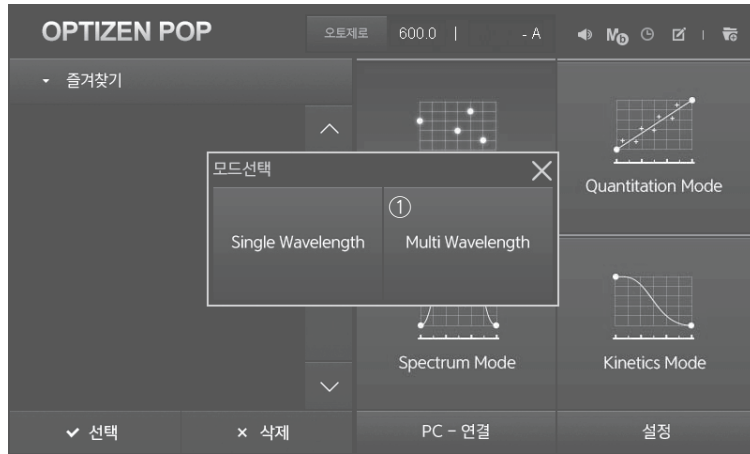 OPTIZEN POP
오토제로 600.0 | - A
Mb
즐겨찾기
모드선택
①
Single Wavelength
Multi Wavelength
Quantitation Mode
Spectrum Mode
Kinetics Mode
선택
삭제
PC - 연결
설정